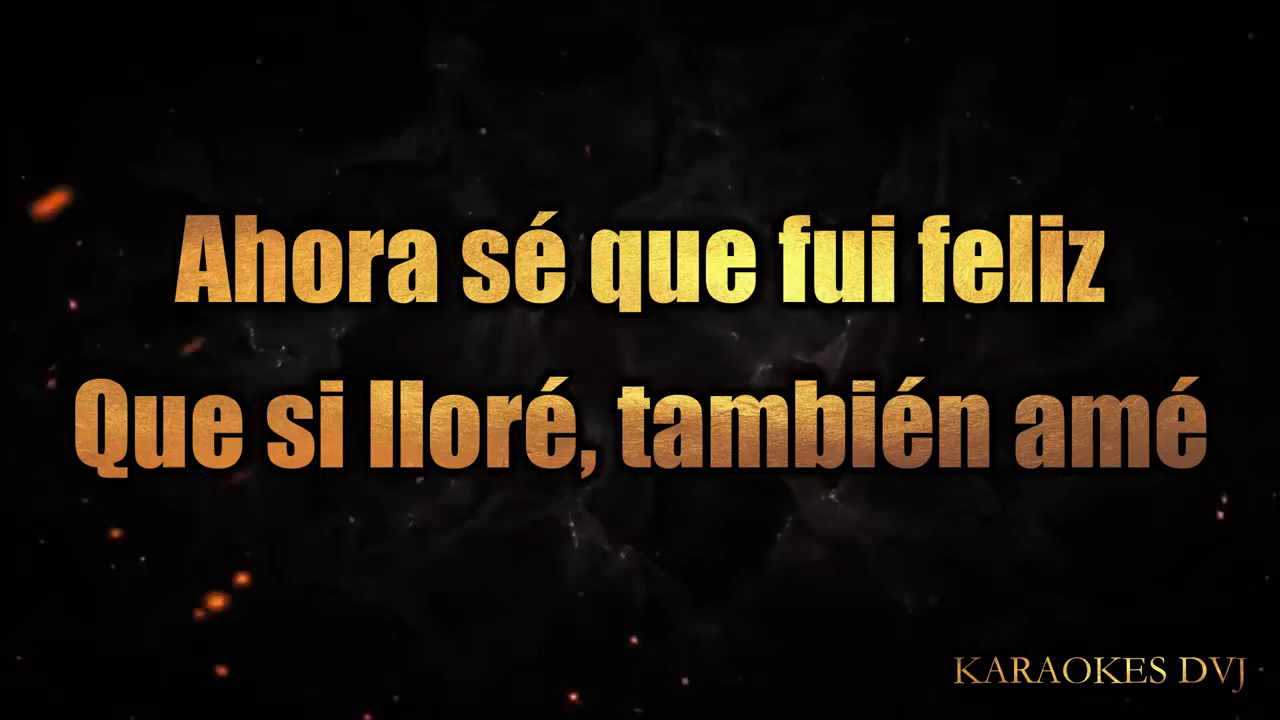 Ahora sé que fui feliz
Que si lloré, también amé
KARAOKES DVJ